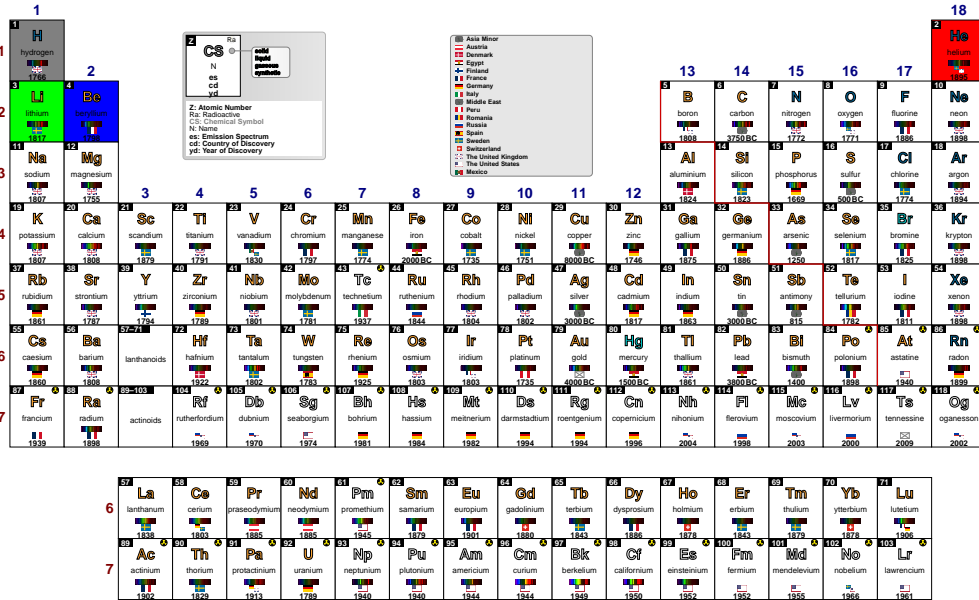 1 18
1 H hydrogen 1766
2 He helium 1895
Z Ra
CS
N
es
cd
yd
solid
liquid
gaseous
synthetic
Z: Atomic Number
Ra: Radioactive
CS: Chemical Symbol
N: Name
es: Emission Spectrum
cd: Country of Discovery
yd: Year of Discovery
Asia Minor
Austria
Denmark
Egypt
Finland
France
Germany
Italy
Middle East
Peru
Romania
Russia
Spain
Sweden
Switzerland
The United Kingdom
The United States
Mexico
2 13 14 15 16 17
3 Li lithium 1817
4 Be
5 B boron 1808
6 C carbon 3750 BC
7 N nitrogen 1772
8 O oxygen 1771
9 F fluorine 1886
10 Ne neon 1898
3 4 5 6 7 8 9 10 11 12
11 Na sodium 1807
12 Mg magnesium 1755
13 Al aluminium 1824
14 Si silicon 1823
15 P phosphorus 1669
16 S sulfur 500 BC
17 Cl chlorine 1774
18 Ar argon 1894
19 K potassium 1807
20 Ca calcium 1808
21 Sc scandium 1879
22 Ti titanium 1791
23 V vanadium 1830
24 Cr chromium 1797
25 Mn manganese 1774
26 Fe iron 2000 BC
27 Co cobalt 1735
28 Ni nickel 1751
29 Cu copper 8000 BC
30 Zn zinc 1746
31 Ga gallium 1875
32 Ge germanium 1886
33 As arsenic 1250
34 Se selenium 1817
35 Br bromine 1825
36 Kr krypton 1898
37 Rb rubidium 1861
38 Sr strontium 1787
39 Y yttrium 1794
40 Zr zirconium 1789
41 Nb niobium 1801
42 Mo molybdenum 1781
43 Tc technetium 1937
44 Ru ruthenium 1844
45 Rh rhodium 1804
46 Pd palladium 1802
47 Ag silver 3000 BC
48 Cd cadmium 1817
49 In indium 1863
50 Sn tin 3000 BC
51 Sb antimony 815
52 Te tellurium 1782
53 I iodine 1811
54 Xe xenon 1898
55 Cs caesium 1860
56 Ba barium 1808
57–71 lanthanoids
72 Hf hafnium 1922
73 Ta tantalum 1802
74 W tungsten 1783
75 Re rhenium 1925
76 Os osmium 1803
77 Ir iridium 1803
78 Pt platinum 1735
79 Au gold 4000 BC
80 Hg mercury 1500 BC
81 Tl thallium 1861
82 Pb lead 3800 BC
83 Bi bismuth 1400
84 Po polonium 1898
85 At astatine 1940
86 Rn radon 1899
87 Fr francium 1939
88 Ra radium 1898
89–103 actinoids
104 Rf rutherfordium 1969
105 Db dubnium 1970
106 Sg seaborgium 1974
107 Bh bohrium 1981
108 Hs hassium 1984
109 Mt meitnerium 1982
110 Ds darmstadtium 1994
111 Rg roentgenium 1994
112 Cn copernicium 1996
113 Nh nihonium 2004
114 Fl flerovium 1998
115 Mc moscovium 2003
116 Lv livermorium 2000
117 Ts tennessine 2009
118 Og oganesson 2002
6
57 La lanthanum 1838
58 Ce cerium 1803
59 Pr praseodymium 1885
60 Nd neodymium 1885
61 Pm promethium 1945
62 Sm samarium 1879
63 Eu europium 1901
64 Gd gadolinium 1880
65 Tb terbium 1843
66 Dy dysprosium 1886
67 Ho holmium 1878
68 Er erbium 1843
69 Tm thulium 1879
70 Yb ytterbium 1878
71 Lu lutetium 1907
7
89 Ac actinium 1902
90 Th thorium 1829
91 Pa protactinium 1913
92 U uranium 1789
93 Np neptunium 1940
94 Pu plutonium 1940
95 Am americium 1944
96 Cm curium 1944
97 Bk berkelium 1949
98 Cf californium 1950
99 Es einsteinium 1952
100 Fm fermium 1952
101 Md mendelevium 1955
102 No nobelium 1966
103 Lr lawrencium 1961